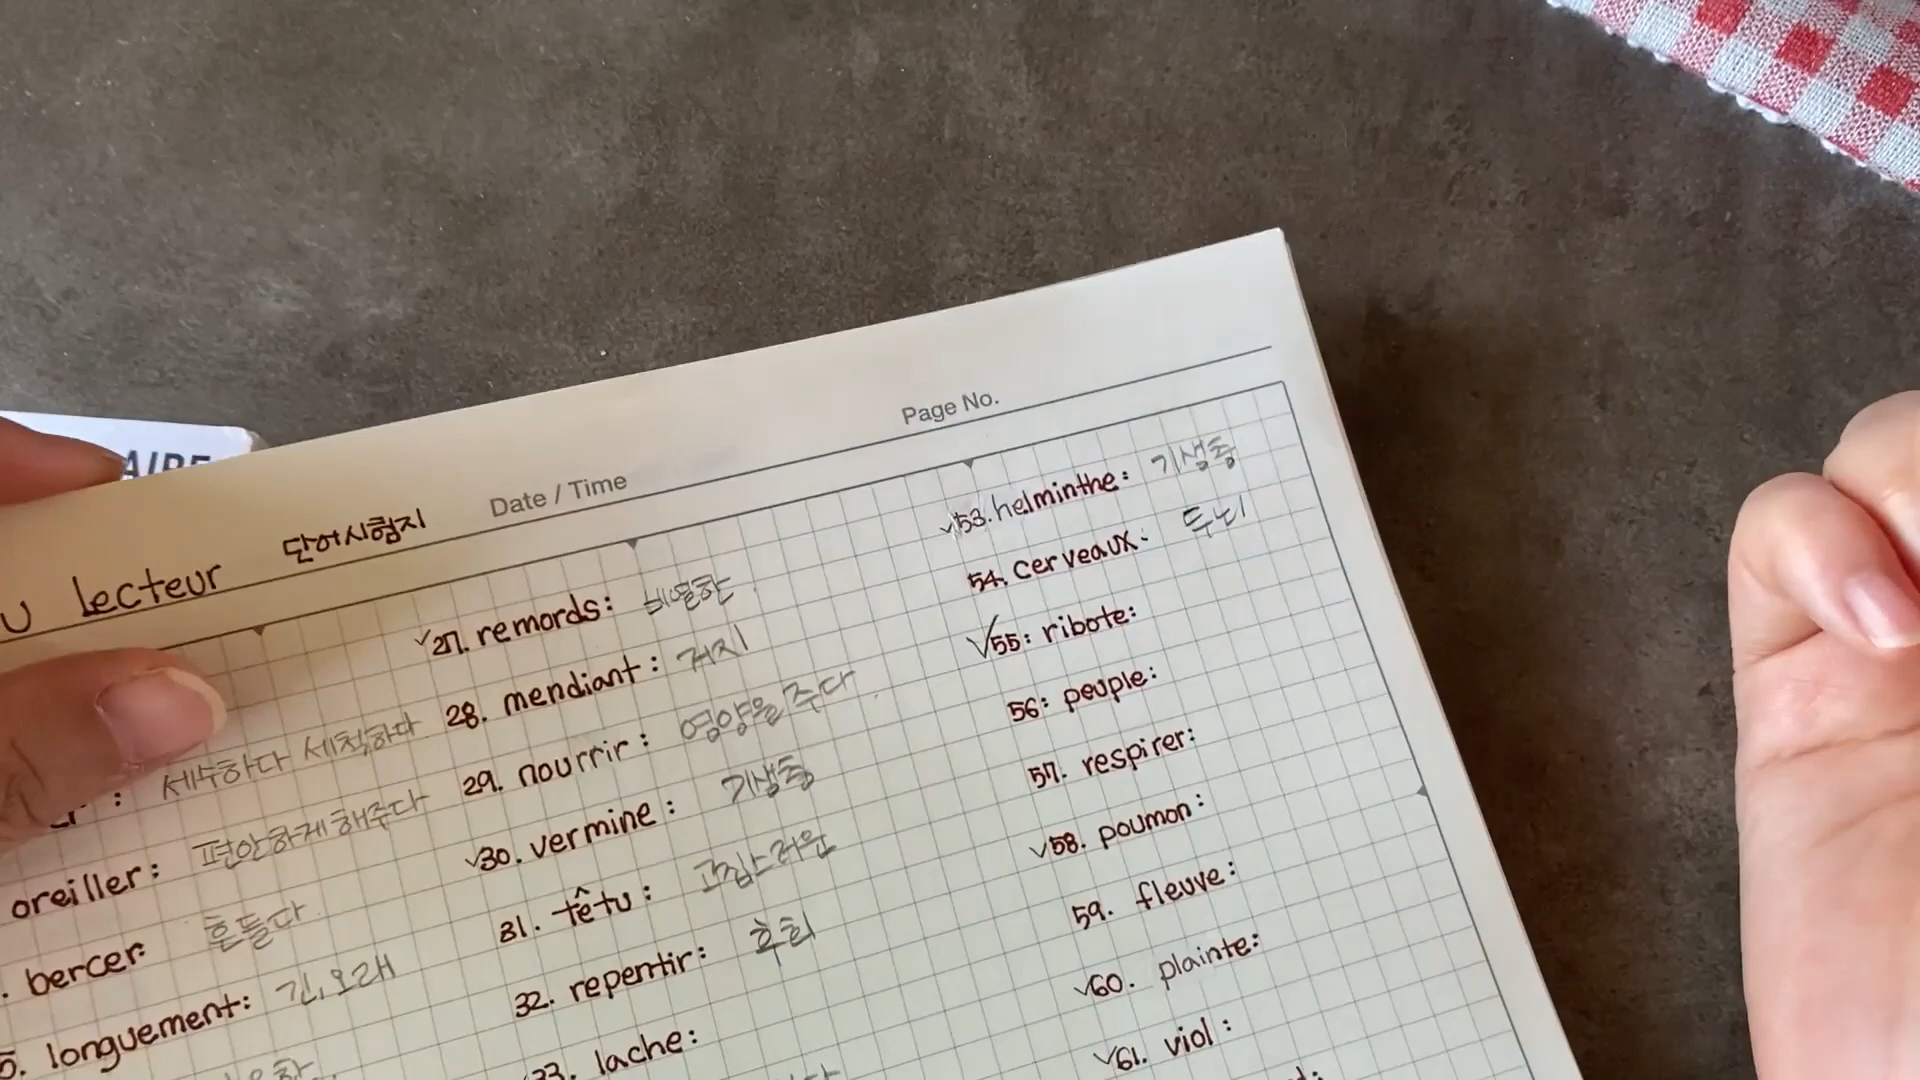 Page No.
Date / Time
U lecteur 단어시험지
세수하다 세척하다
oreiller: 편안하게해주다
bercer: 흔들다
5. longuement: 긴, 오래
✓27. remords:
28. mendiant: 거지
29. nourrir: 영양을 주다
✓30. vermine: 기생충
31. têtu: 고집스러운
32. repentir: 후회
33. lache:
✓53. helminthe: 기생충
54. cerveaux: 두뇌
✓55: ribote:
56: peuple:
57. respirer:
✓58. poumon:
59. fleuve:
✓60. plainte:
✓61. viol: